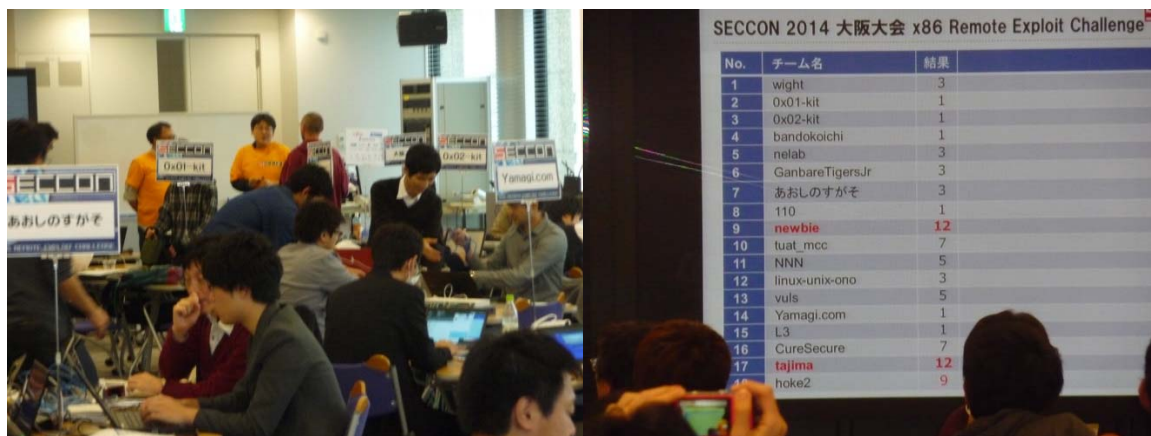 SECCON
あおしのすがそ
SECCON
0x01-kit
SECCON
0x02-kit
SECCON
Yamagi.com
SECCON 2014 大阪大会 x86 Remote Exploit Challenge
No. チーム名 結果
1 wight 3
2 0x01-kit 1
3 0x02-kit 1
4 bandokoichi 1
5 nelab 3
6 GanbareTigersJr 3
7 あおしのすがそ 3
8 110 1
9 newbie 12
10 tuat_mcc 7
11 NNN 5
12 linux-unix-ono 3
13 vuls 5
14 Yamagi.com 1
15 L3 1
16 CureSecure 7
17 tajima 12
hoke2 9